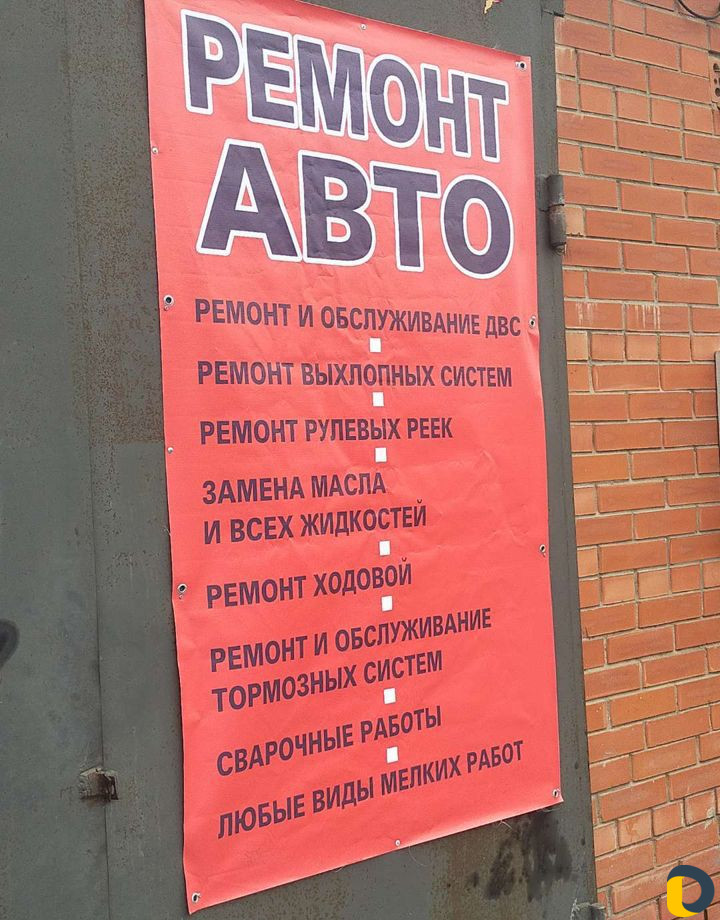 РЕМОНТ
АВТО
РЕМОНТ И ОБСЛУЖИВАНИЕ ДВС
РЕМОНТ ВЫХЛОПНЫХ СИСТЕМ
РЕМОНТ РУЛЕВЫХ РЕЕК
ЗАМЕНА МАСЛА
И ВСЕХ ЖИДКОСТЕЙ
РЕМОНТ ХОДОВОЙ
РЕМОНТ И ОБСЛУЖИВАНИЕ
ТОРМОЗНЫХ СИСТЕМ
СВАРОЧНЫЕ РАБОТЫ
ЛЮБЫЕ ВИДЫ МЕЛКИХ РАБОТ